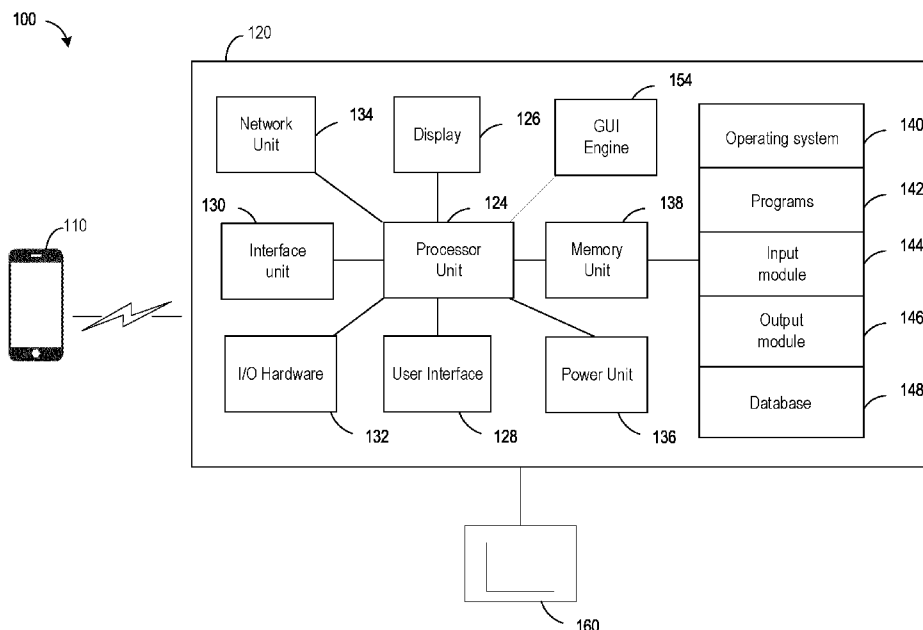 100
120
154
Network
Unit
134
Display
126
GUI
Engine
Operating system
140
Programs
142
130
124
138
110
Interface
unit
Processor
Unit
Memory
Unit
Input
module
144
Output
module
146
I/O Hardware
User Interface
Power Unit
Database
148
132
128
136
160